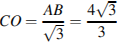 CO = AB/√3 = 4√3/3